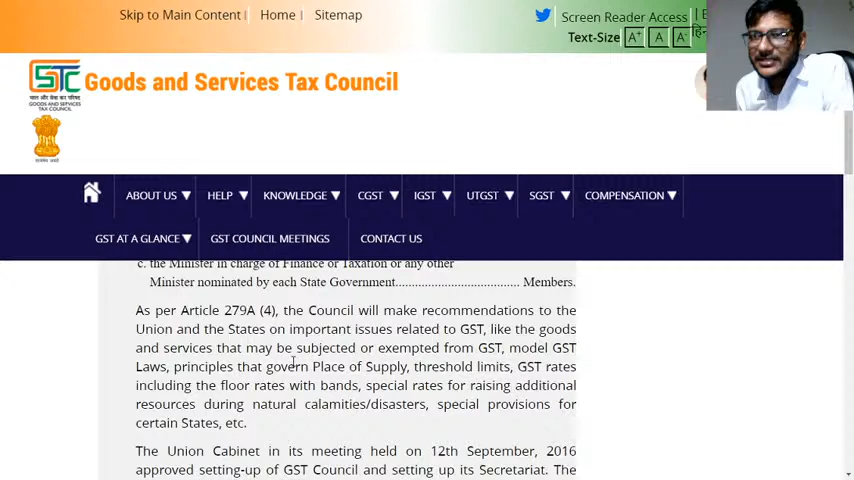 Skip to Main Content | Home | Sitemap
Screen Reader Access |
Text-Size A+ A A-
STC
GOODS AND SERVICES
TAX COUNCIL
Goods and Services Tax Council
ABOUT US HELP KNOWLEDGE CGST IGST UTGST SGST COMPENSATION
GST AT A GLANCE GST COUNCIL MEETINGS CONTACT US
c. the Minister in charge of Finance or Taxation or any other
Minister nominated by each State Government.................................... Members.
As per Article 279A (4), the Council will make recommendations to the
Union and the States on important issues related to GST, like the goods
and services that may be subjected or exempted from GST, model GST
Laws, principles that govern Place of Supply, threshold limits, GST rates
including the floor rates with bands, special rates for raising additional
resources during natural calamities/disasters, special provisions for
certain States, etc.
The Union Cabinet in its meeting held on 12th September, 2016
approved setting-up of GST Council and setting up its Secretariat. The